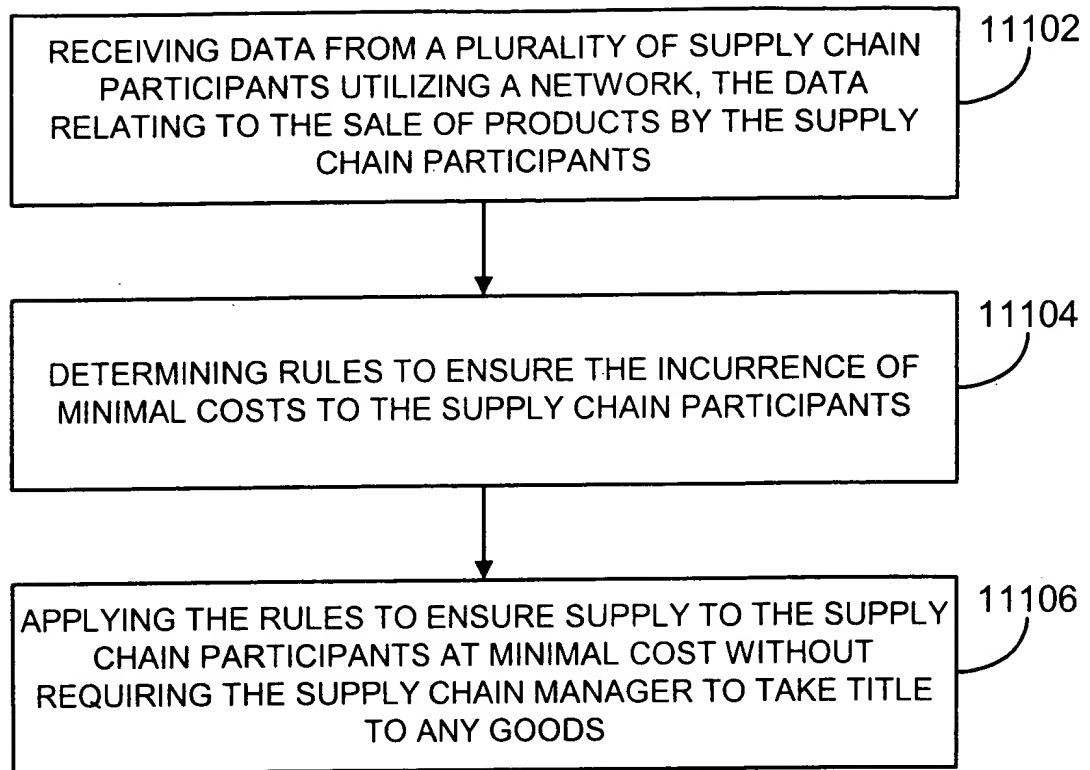 RECEIVING DATA FROM A PLURALITY OF SUPPLY CHAIN
PARTICIPANTS UTILIZING A NETWORK, THE DATA
RELATING TO THE SALE OF PRODUCTS BY THE SUPPLY
CHAIN PARTICIPANTS
11102
DETERMINING RULES TO ENSURE THE INCURRENCE OF
MINIMAL COSTS TO THE SUPPLY CHAIN PARTICIPANTS
11104
APPLYING THE RULES TO ENSURE SUPPLY TO THE SUPPLY
CHAIN PARTICIPANTS AT MINIMAL COST WITHOUT
REQUIRING THE SUPPLY CHAIN MANAGER TO TAKE TITLE
TO ANY GOODS
11106